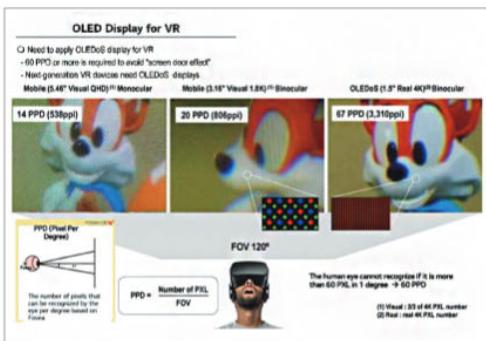 OLED Display for VR
Need to apply OLEDoS display for VR
- 60 PPD or more is required to avoid "screen door effect"
- Next-generation VR devices need OLEDoS displays
Mobile (5.46" Visual QHD) (1) Monocular
Mobile (3.16" Visual 1.8K) (1) Binocular
OLEDoS (1.5" Real 4K) (2) Binocular
14 PPD (538ppi)
20 PPD (806ppi)
67 PPD (3,310ppi)
FOV 120°
PPD (Pixel Per
Degree)
The number of pixels that
can be recognized by the
eye per degree based on
Fovea
PPD = Number of PXL
FOV
The human eye cannot recognize if it is more
than 60 PXL in 1 degree → 60 PPD
(1) Visual : 2/3 of 4K PXL number
(2) Real : real 4K PXL number